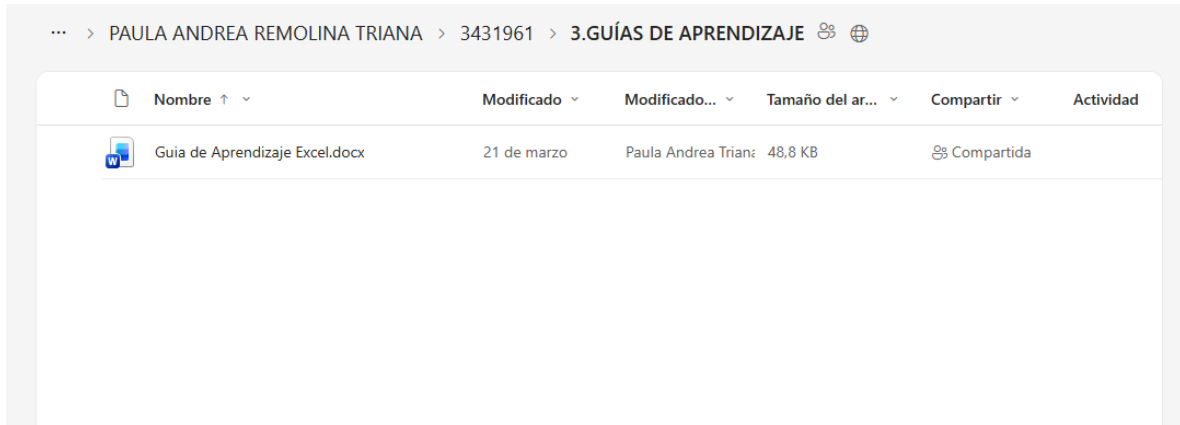 ... > PAULA ANDREA REMOLINA TRIANA > 3431961 > 3.GUÍAS DE APRENDIZAJE
Nombre ↑ Modificado Modificado... Tamaño del ar... Compartir Actividad
Guia de Aprendizaje Excel.docx 21 de marzo Paula Andrea Triana 48,8 KB Compartida